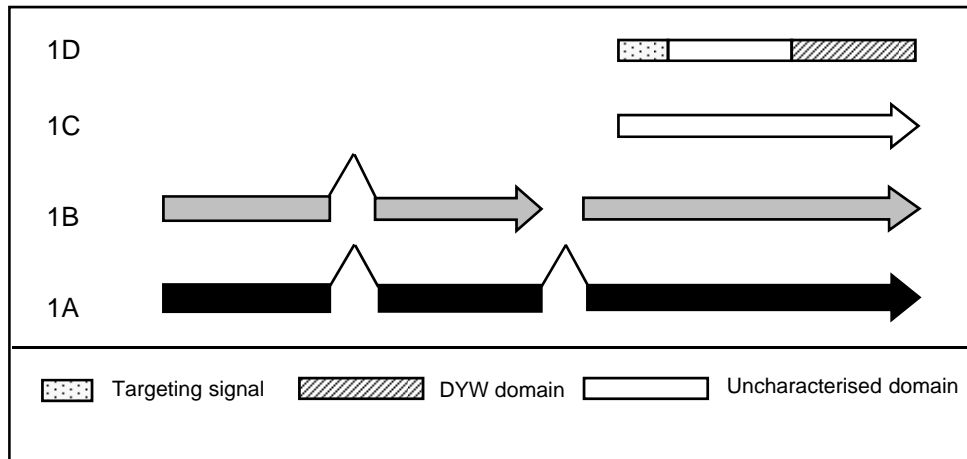 1D
1C
1B
1A
Targeting signal
DYW domain
Uncharacterised domain